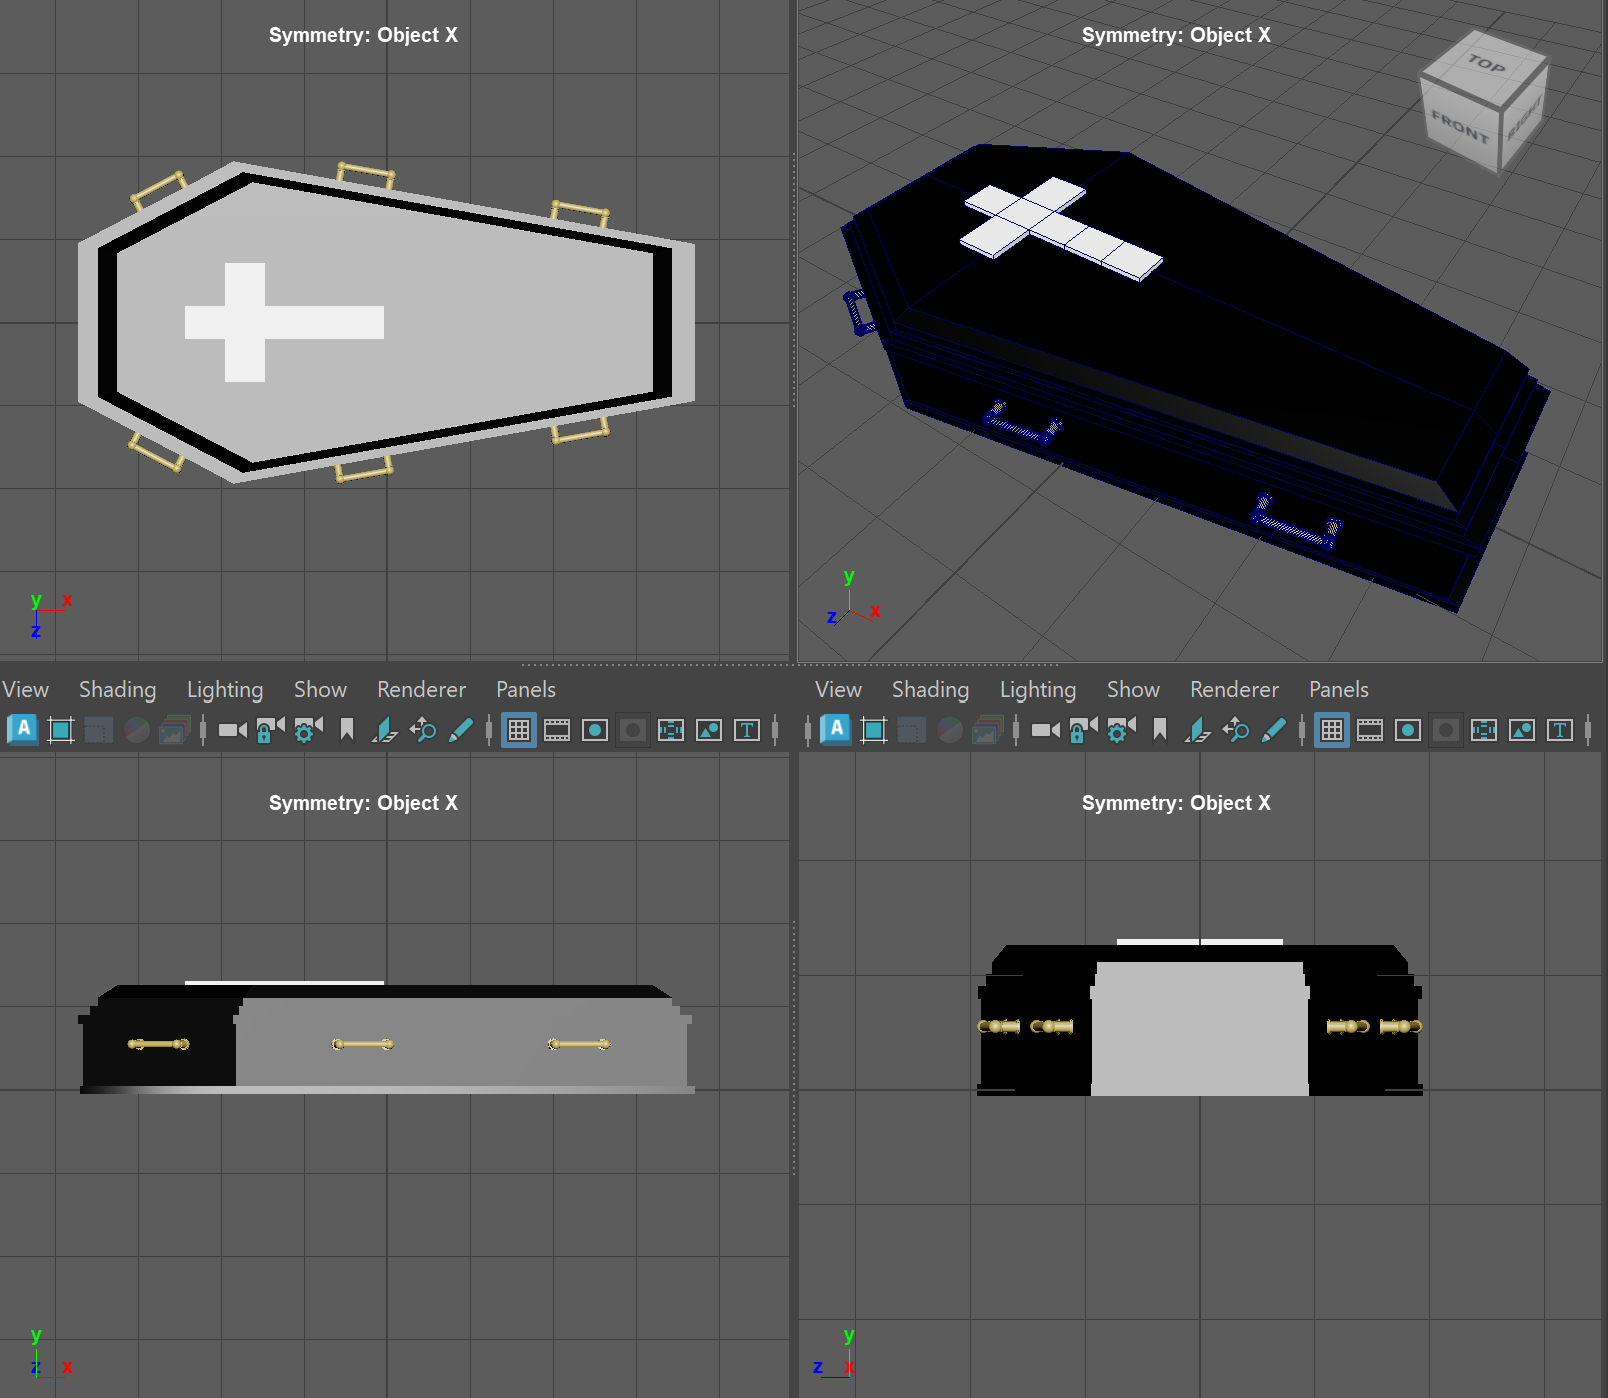 Symmetry: Object X
Symmetry: Object X
TOP
FRONT
RIGHT
y x
z
y
z x
View Shading Lighting Show Renderer Panels
View Shading Lighting Show Renderer Panels
A T
A T
Symmetry: Object X
Symmetry: Object X
y
z x
y
z x